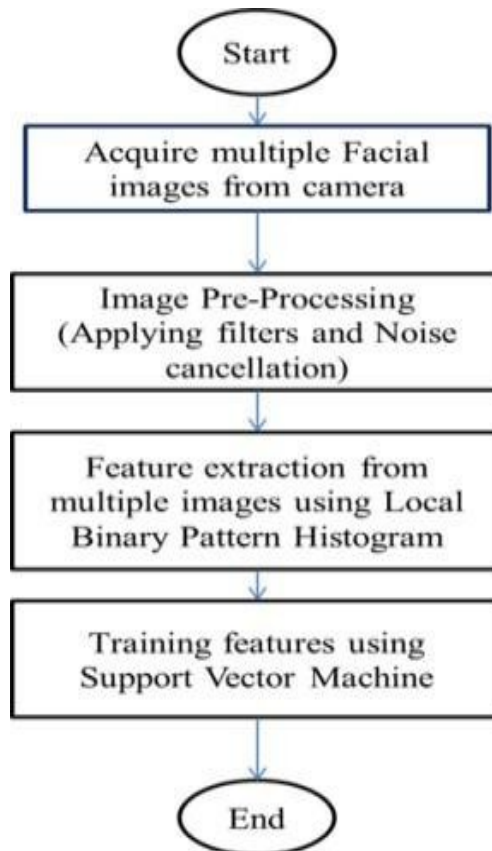 Start
Acquire multiple Facial
images from camera
Image Pre-Processing
(Applying filters and Noise
cancellation)
Feature extraction from
multiple images using Local
Binary Pattern Histogram
Training features using
Support Vector Machine
End